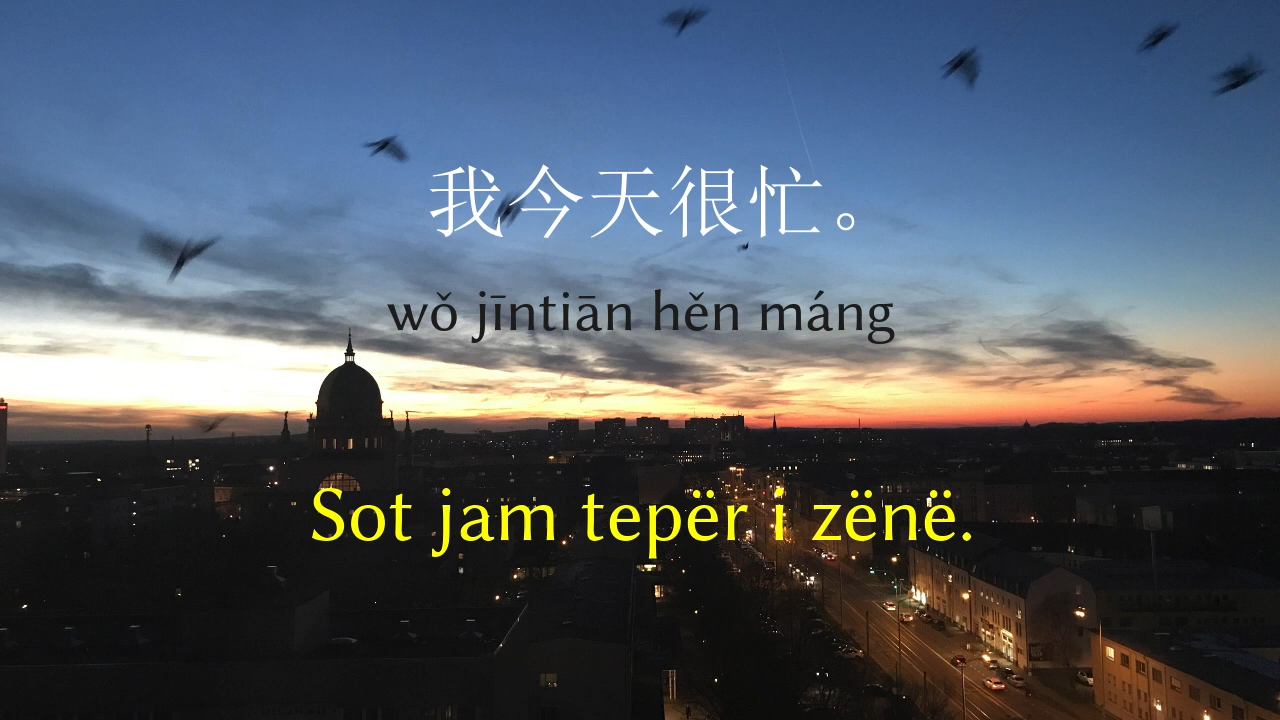 我今天很忙。
wǒ jīntiān hěn máng
Sot jam tepër i zënë.